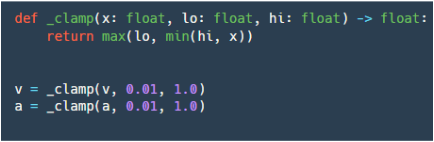 def _clamp(x: float, lo: float, hi: float) -> float:
    return max(lo, min(hi, x))
v = _clamp(v, 0.01, 1.0)
a = _clamp(a, 0.01, 1.0)